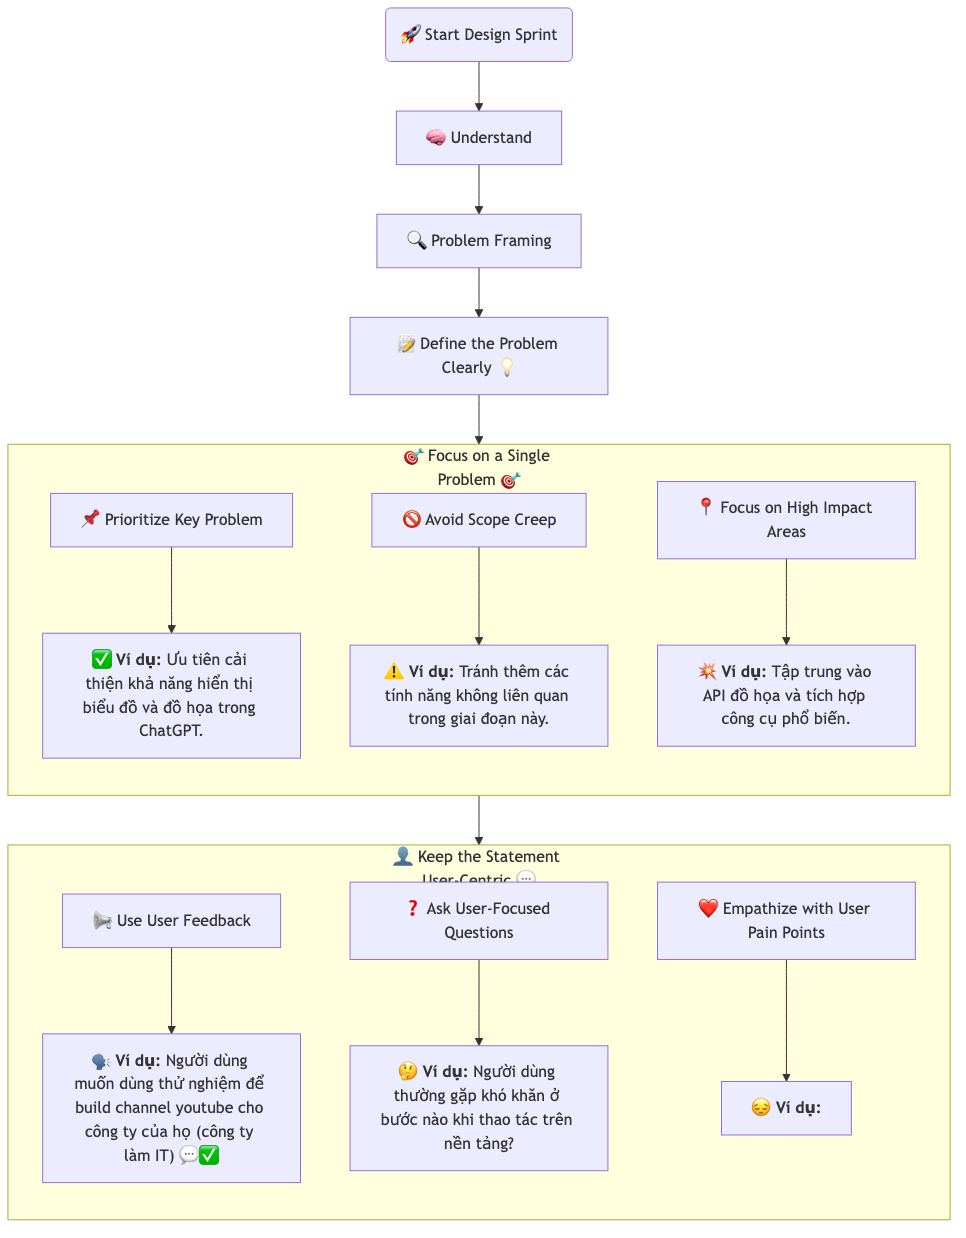 🚀 Start Design Sprint
🧠 Understand
🔍 Problem Framing
📝 Define the Problem
Clearly 💡
🎯 Focus on a Single
Problem 🎯
📌 Prioritize Key Problem
🚫 Avoid Scope Creep
📍 Focus on High Impact
Areas
✅ Ví dụ: Ưu tiên cải
thiện khả năng hiển thị
biểu đồ và đồ họa trong
ChatGPT.
⚠️ Ví dụ: Tránh thêm các
tính năng không liên quan
trong giai đoạn này.
💥 Ví dụ: Tập trung vào
API đồ họa và tích hợp
công cụ phổ biến.
👤 Keep the Statement
User-Centric 💬
📢 Use User Feedback
❓ Ask User-Focused
Questions
❤️ Empathize with User
Pain Points
🗣️ Ví dụ: Người dùng
muốn dùng thử nghiệm để
build channel youtube cho
công ty của họ (công ty
làm IT) 💬✅
🤔 Ví dụ: Người dùng
thường gặp khó khăn ở
bước nào khi thao tác trên
nền tảng?
😔 Ví dụ: